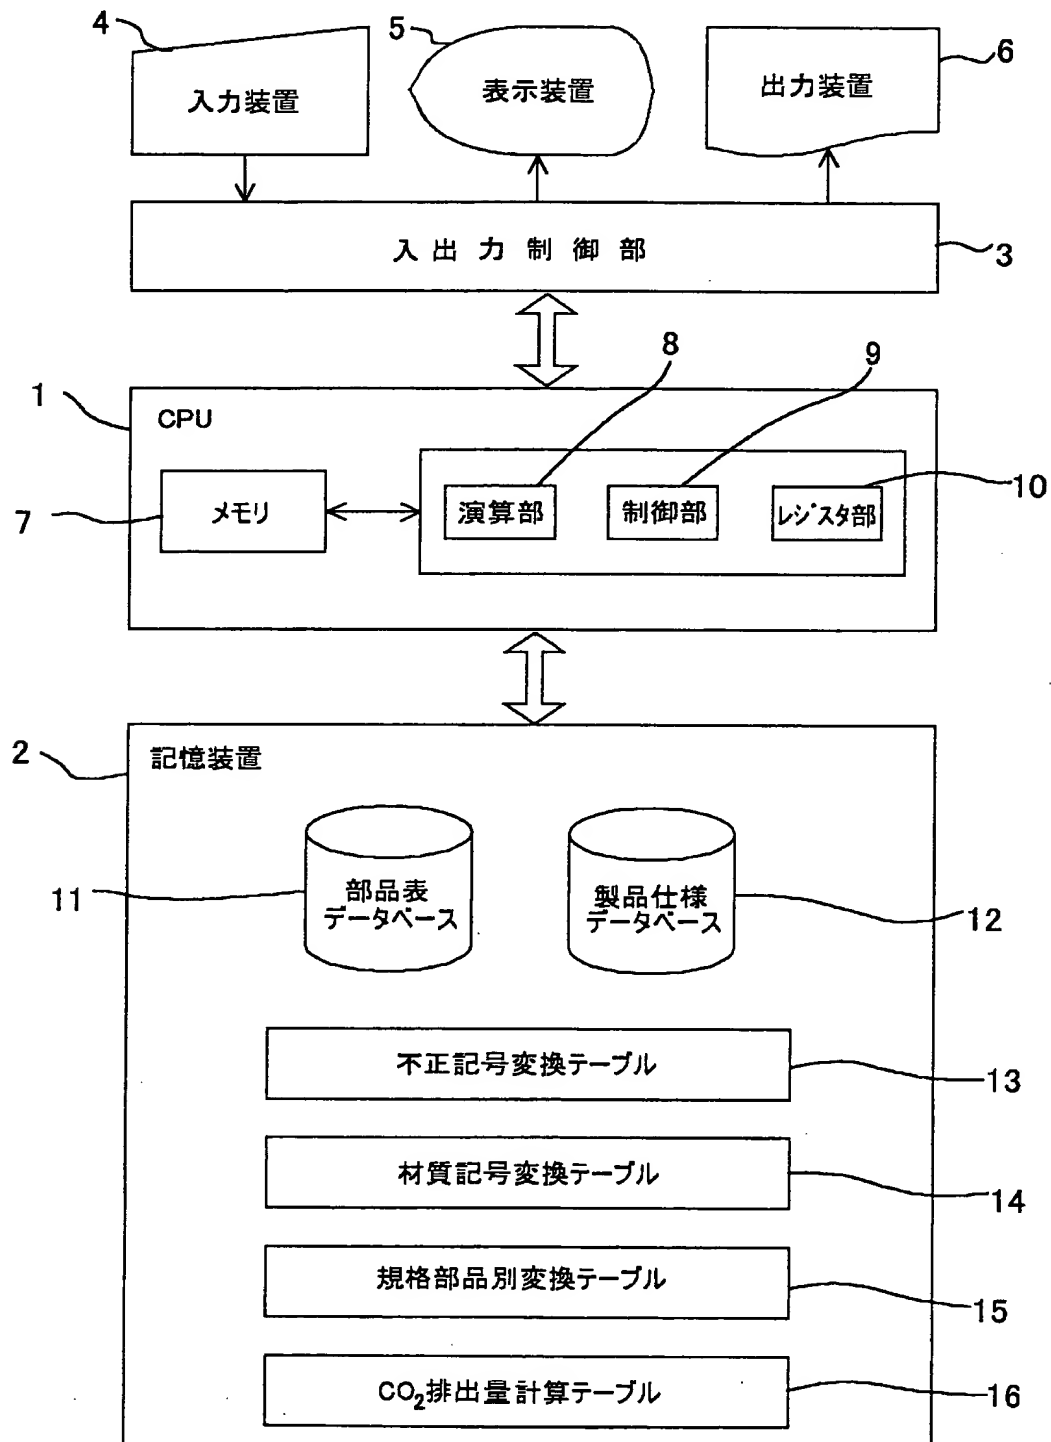 4
5
6
入力装置
表示装置
出力装置
入出力制御部
3
8
9
1
CPU
10
7
メモリ
演算部
制御部
レジスタ部
2
記憶装置
11
部品表
データベース
製品仕様
データベース
12
不正記号変換テーブル
13
材質記号変換テーブル
14
規格部品別変換テーブル
15
CO₂排出量計算テーブル
16